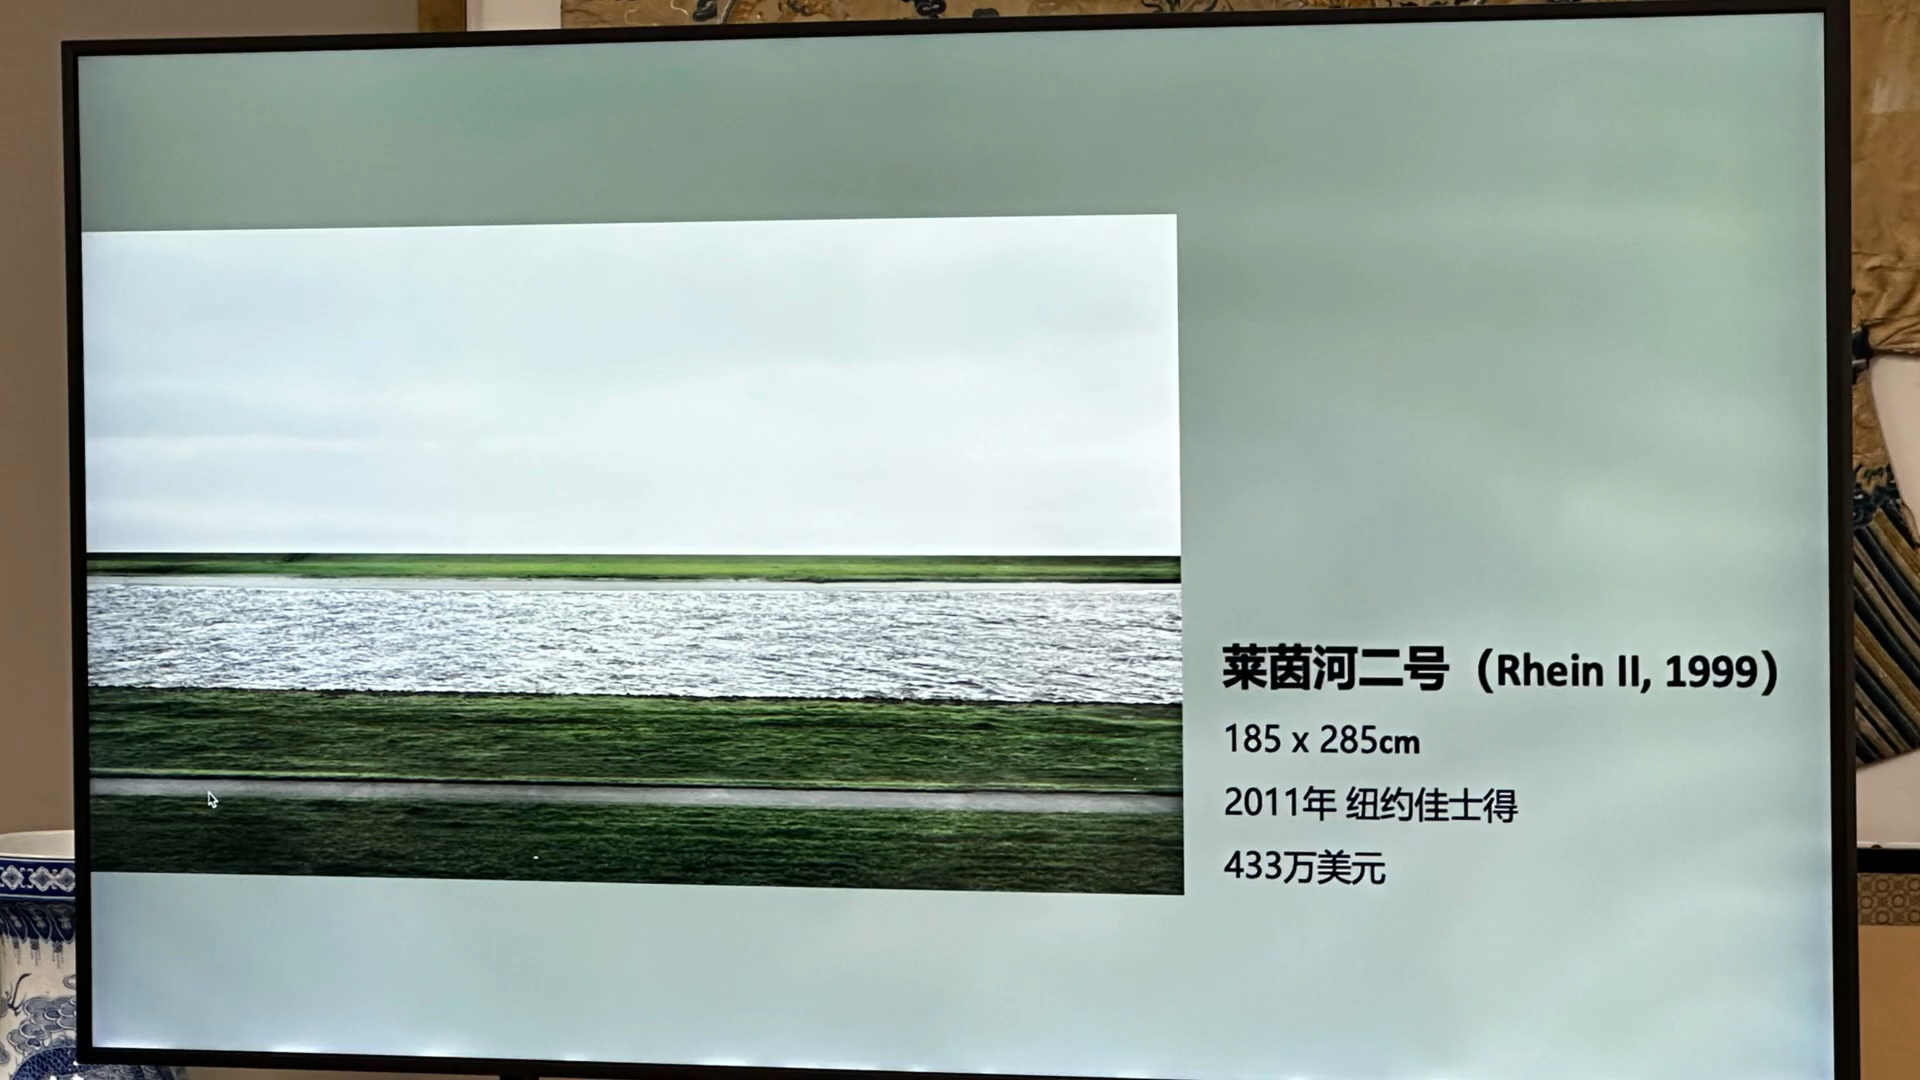 莱茵河二号（Rhein II, 1999）
185 x 285cm
2011年 纽约佳士得
433万美元